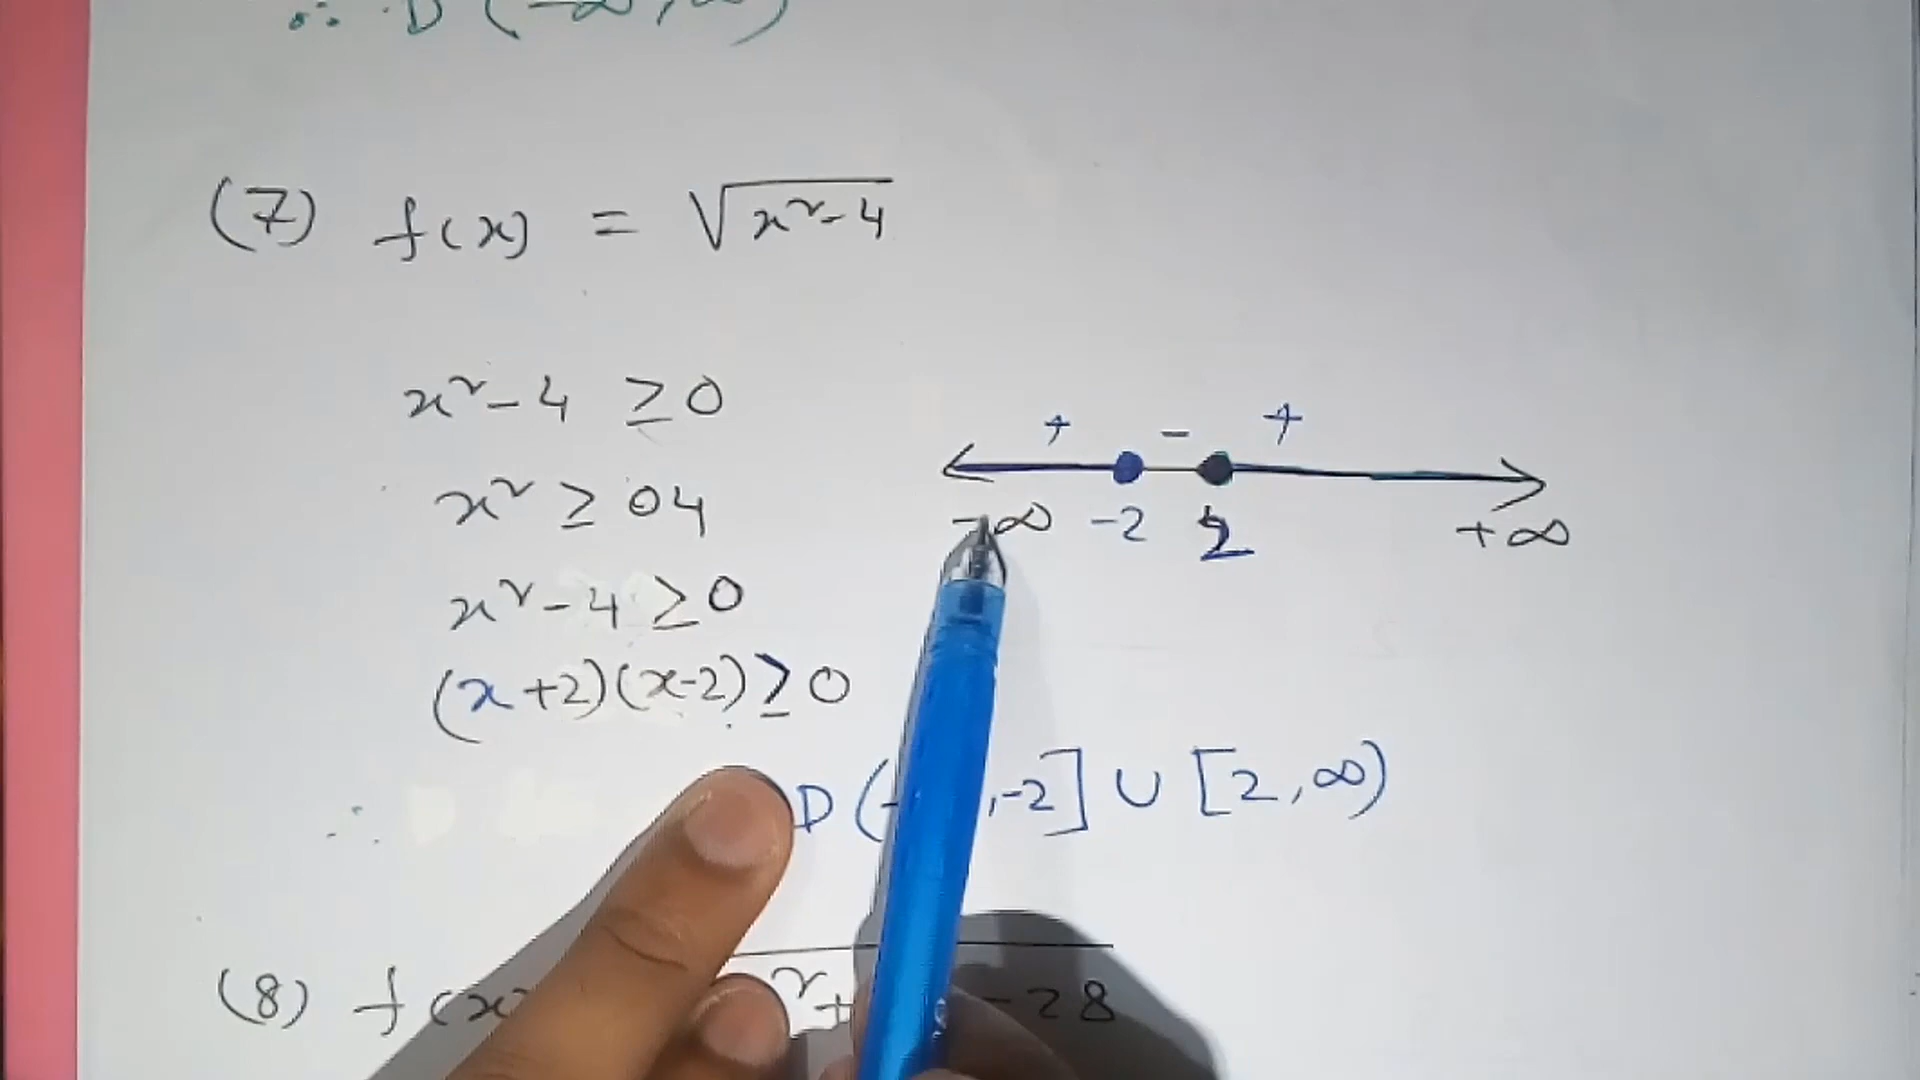 ∴ D (-∞, ∞)
(7) f(x) = √x²-4
x²-4 ≥0
x² ≥ 04
x²-4 ≥0
(x+2)(x-2)≥0
+ - +
-∞ -2 2 +∞
∴ D ( ,-2] ∪ [2,∞)
(8) f(x ²+ -28